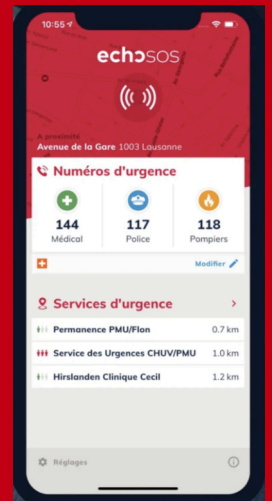 10:55
echosos
A proximité
Avenue de la Gare 1003 Lausanne
Numéros d'urgence
144 117 118
Médical Police Pompiers
Modifier
Services d'urgence
Permanence PMU/Flon 0.7 km
Service des Urgences CHUV/PMU 1.0 km
Hirslanden Clinique Cecil 1.2 km
Réglages